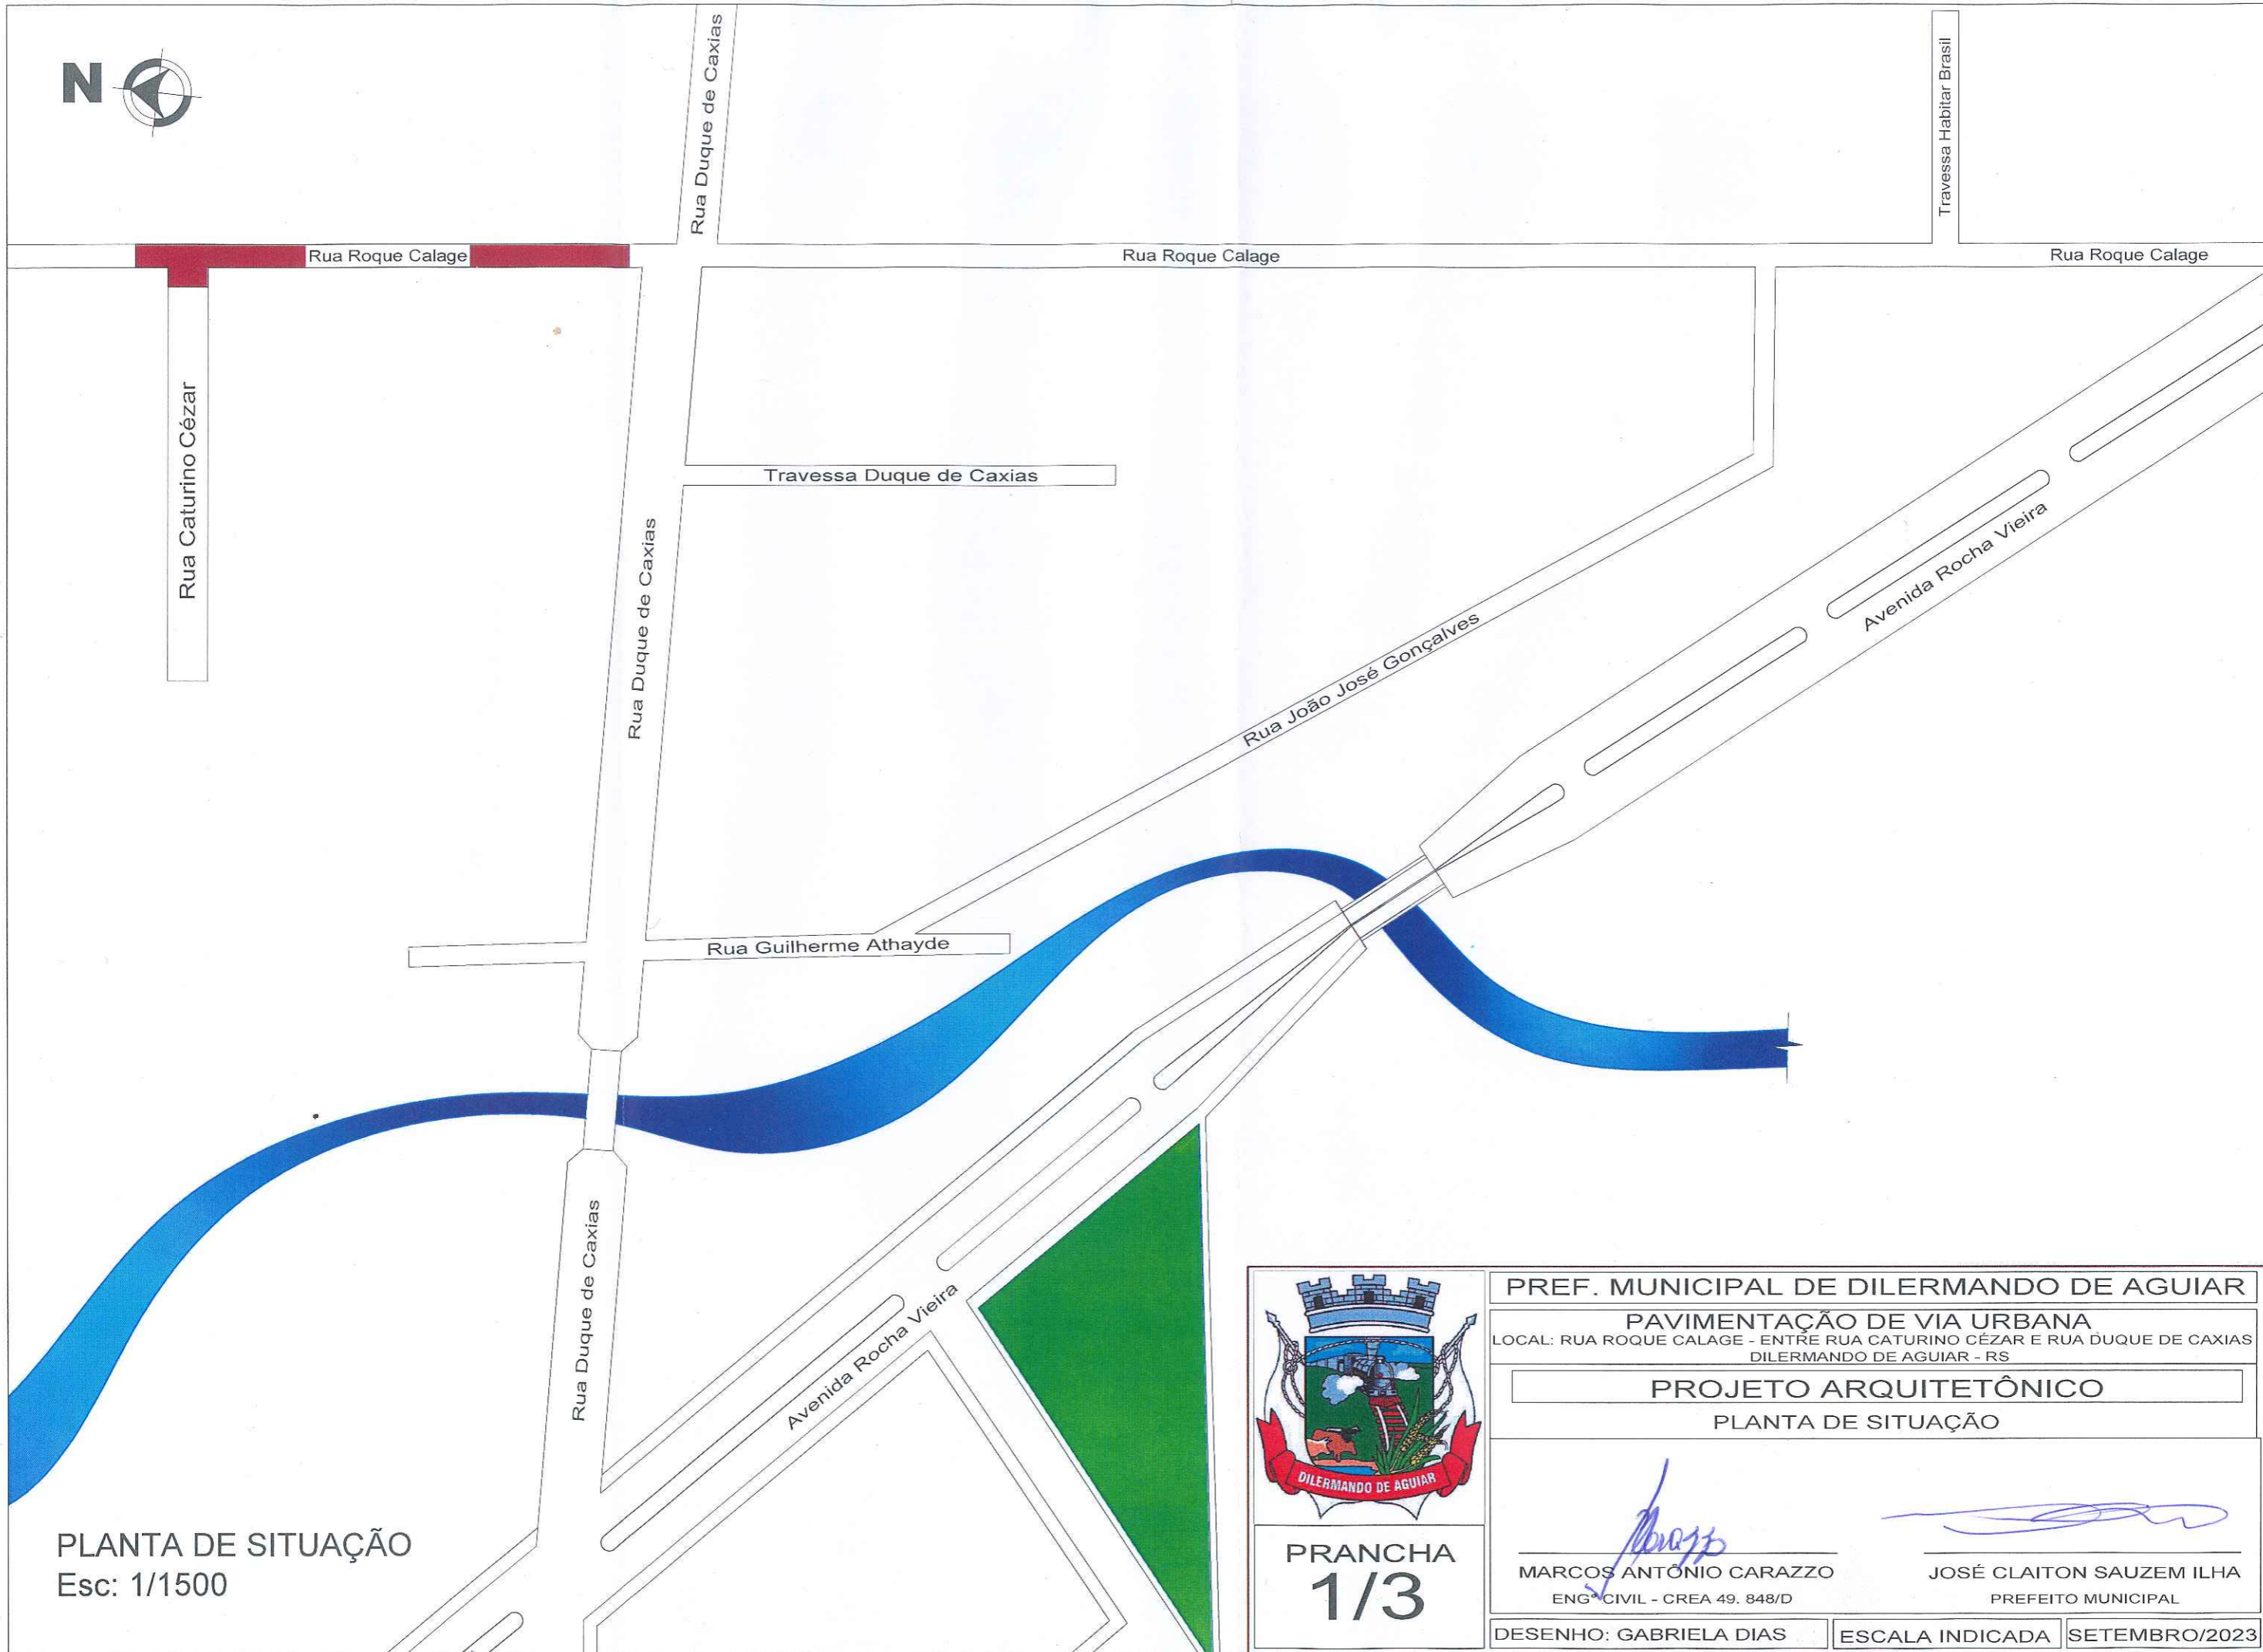 N
Rua Duque de Caxias
Travessa Habitar Brasil
Rua Roque Calage
Rua Roque Calage
Rua Roque Calage
Rua Caturino Cézar
Travessa Duque de Caxias
Rua Duque de Caxias
Avenida Rocha Vieira
Rua João José Gonçalves
Rua Guilherme Athayde
Rua Duque de Caxias
Avenida Rocha Vieira
PLANTA DE SITUAÇÃO
Esc: 1/1500
DILERMANDO DE AGUIAR
PRANCHA
1/3
PREF. MUNICIPAL DE DILERMANDO DE AGUIAR
PAVIMENTAÇÃO DE VIA URBANA
LOCAL: RUA ROQUE CALAGE - ENTRE RUA CATURINO CÉZAR E RUA DUQUE DE CAXIAS
DILERMANDO DE AGUIAR - RS
PROJETO ARQUITETÔNICO
PLANTA DE SITUAÇÃO
MARCOS ANTÔNIO CARAZZO
ENGº CIVIL - CREA 49. 848/D
JOSÉ CLAITON SAUZEM ILHA
PREFEITO MUNICIPAL
DESENHO: GABRIELA DIAS
ESCALA INDICADA
SETEMBRO/2023